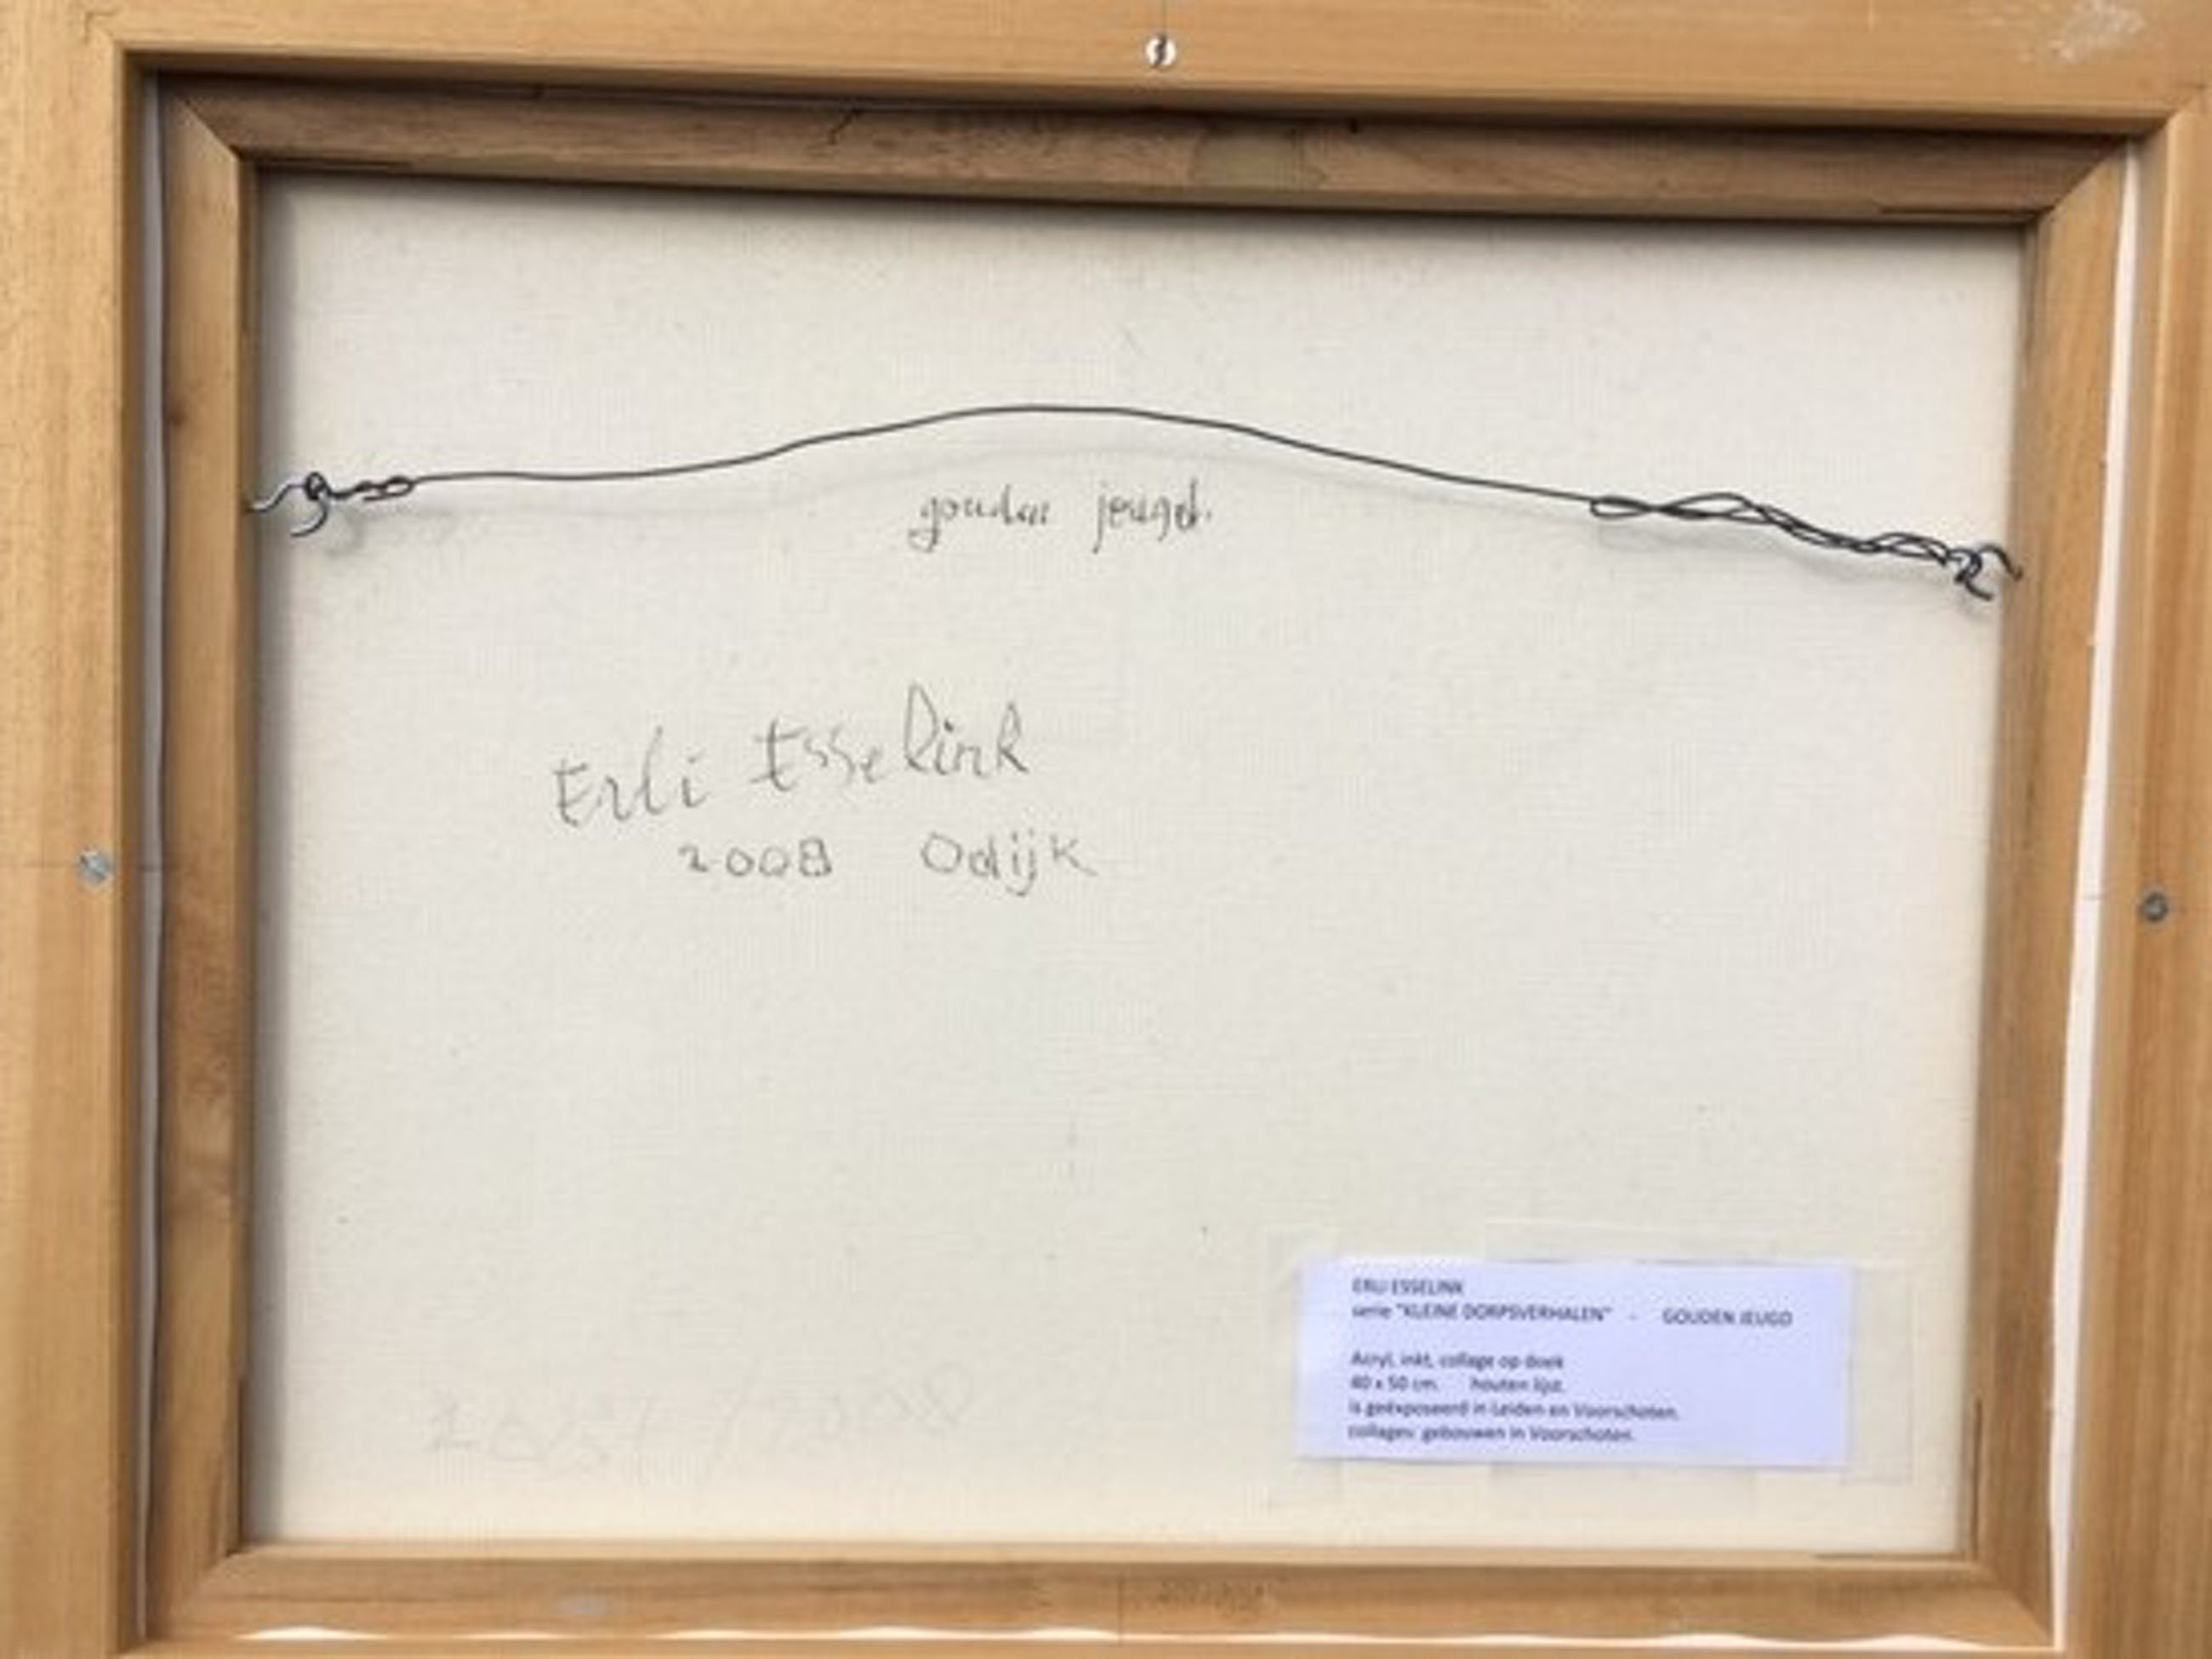 gouden jeugd.
Erli Esselink
2008 Odijk
ERLI ESSELINK
serie "KLEINE DORPSVERHALEN" - GOUDEN JEUGD
Acryl, inkt, collage op doek
40 x 50 cm. houten lijst.
is geëxposeerd in Leiden en Voorschoten.
collages: gebouwen in Voorschoten.